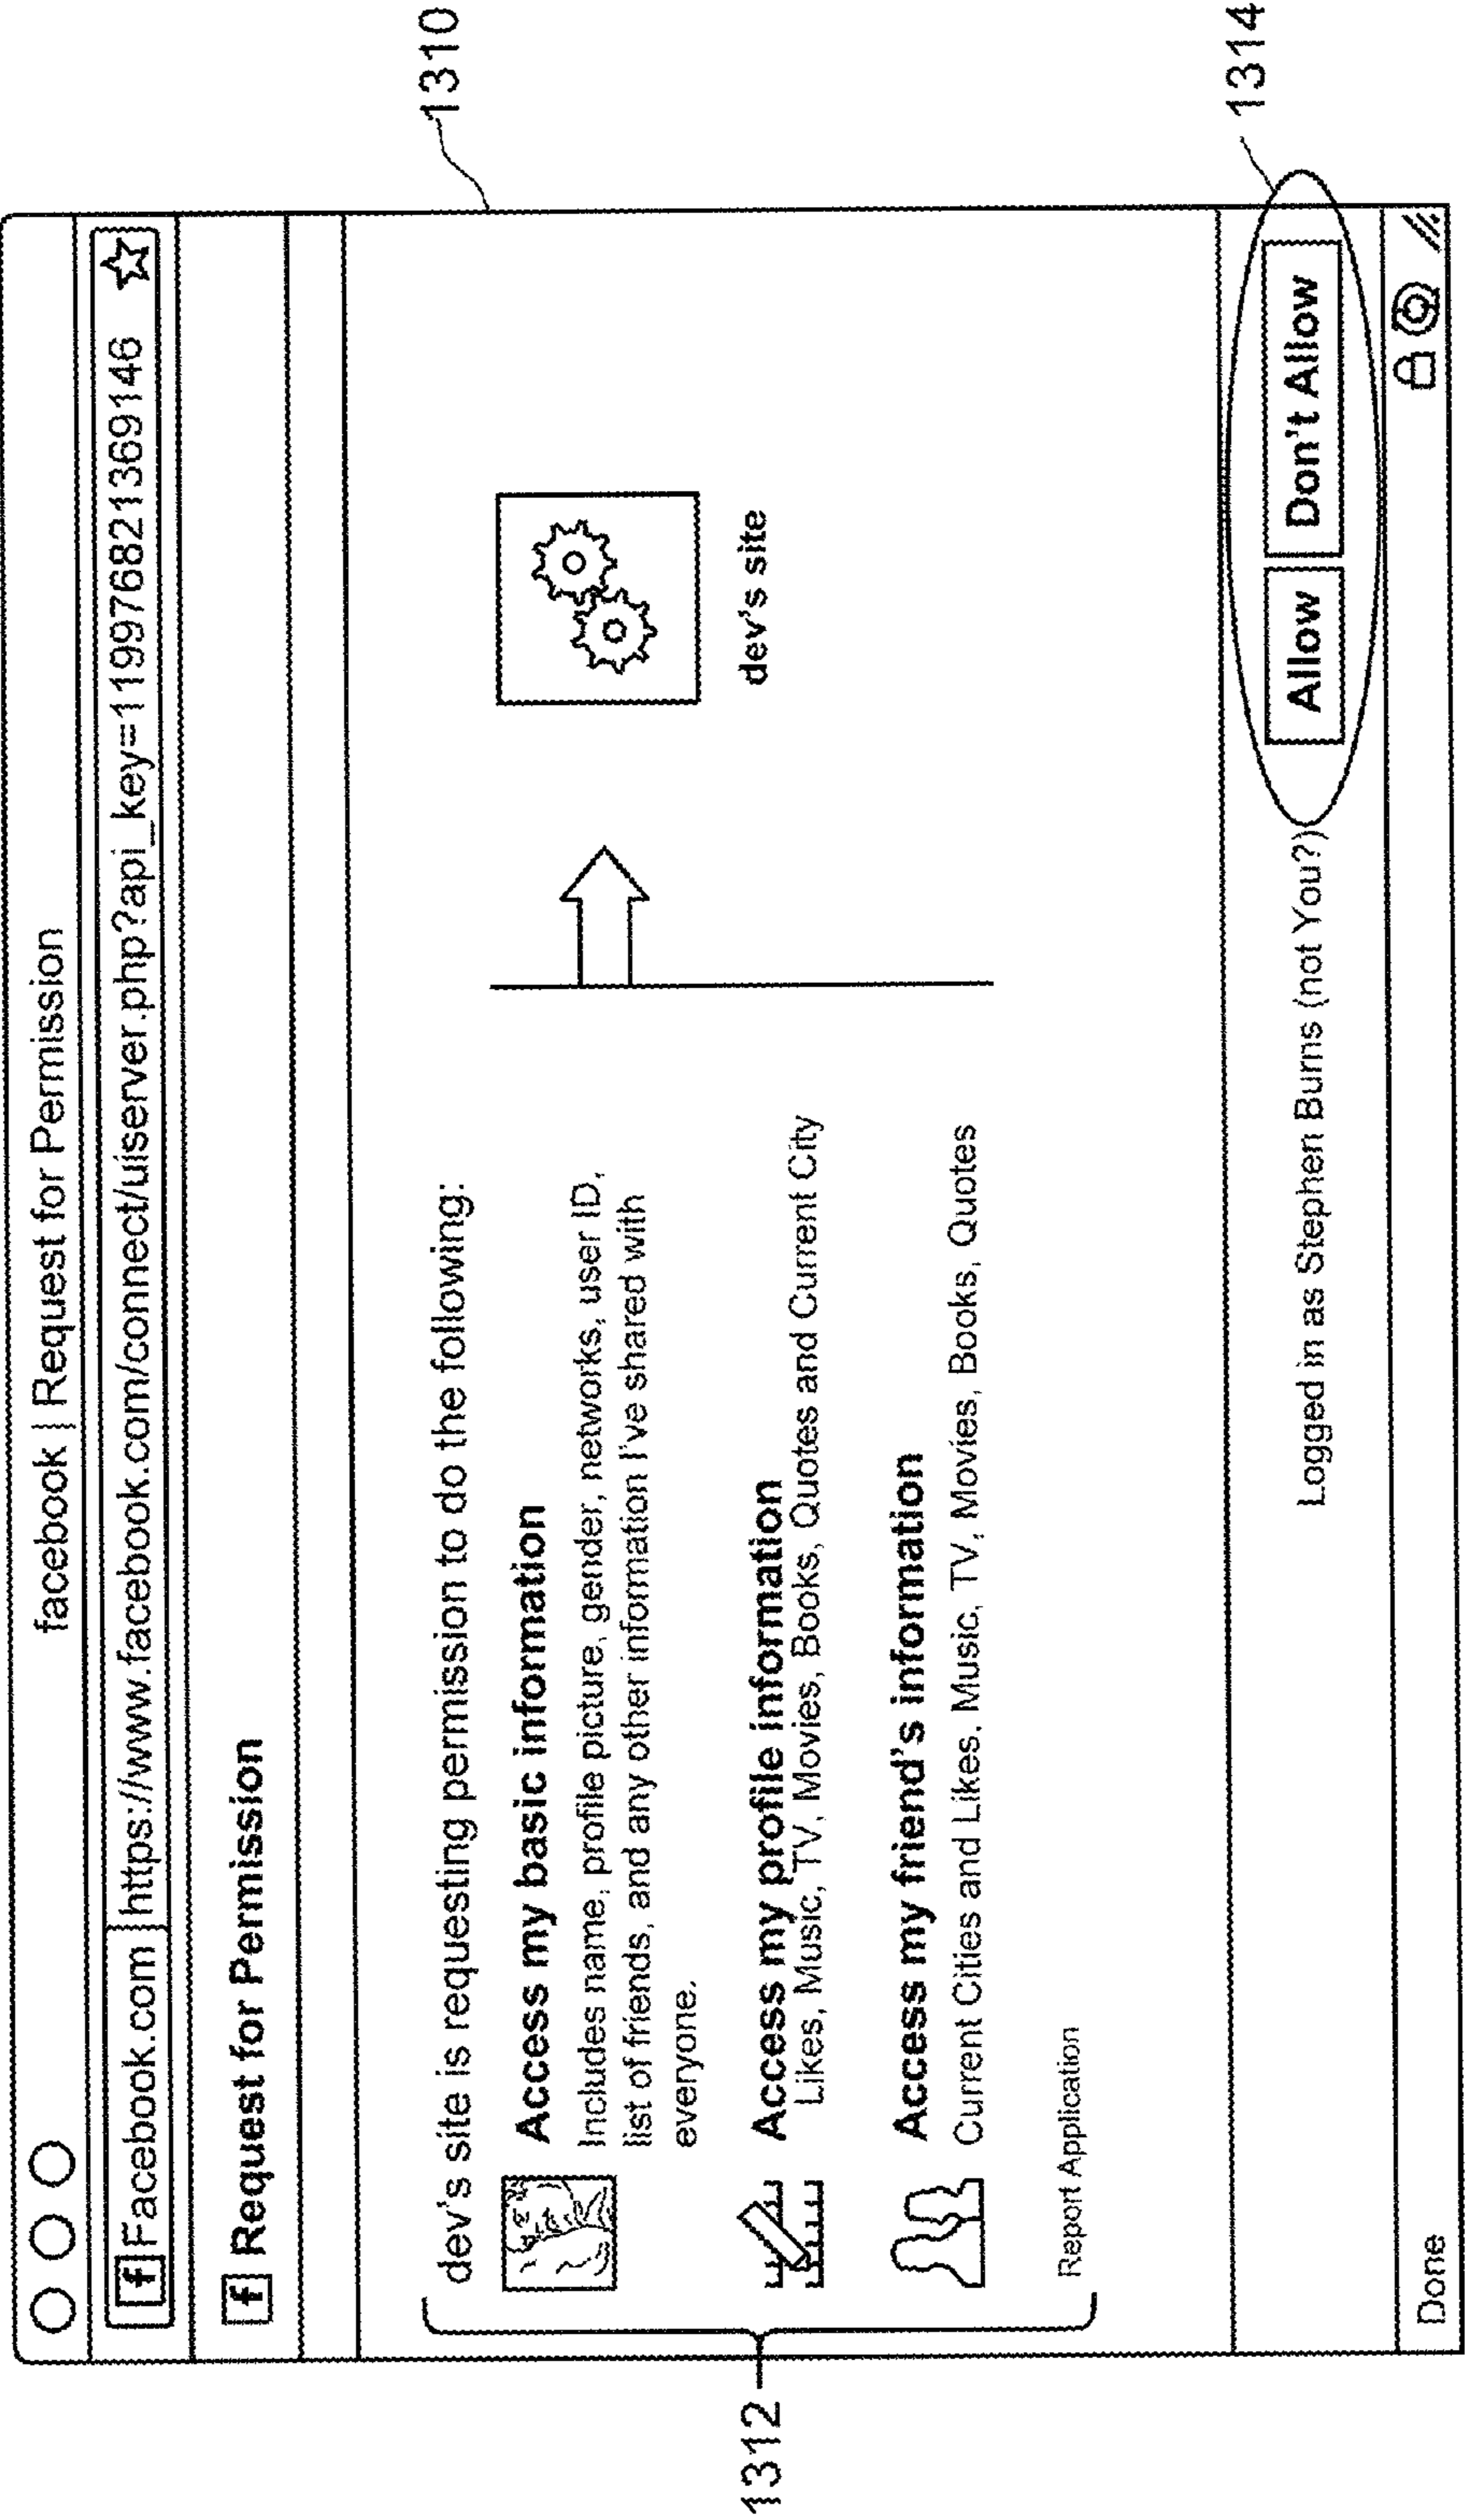 facebook | Request for Permission
f Facebook.com https://www.facebook.com/connect/uiserver.php?api_key=119976821369146
f Request for Permission
1310
dev's site is requesting permission to do the following:
Access my basic information
Includes name, profile picture, gender, networks, user ID,
list of friends, and any other information I've shared with
everyone.
Access my profile information
Likes, Music, TV, Movies, Books, Quotes and Current City
Access my friend's information
Current Cities and Likes, Music, TV, Movies, Books, Quotes
Report Application
dev's site
1312
Logged in as Stephen Burns (not You?)
Allow
Don't Allow
1314
Done